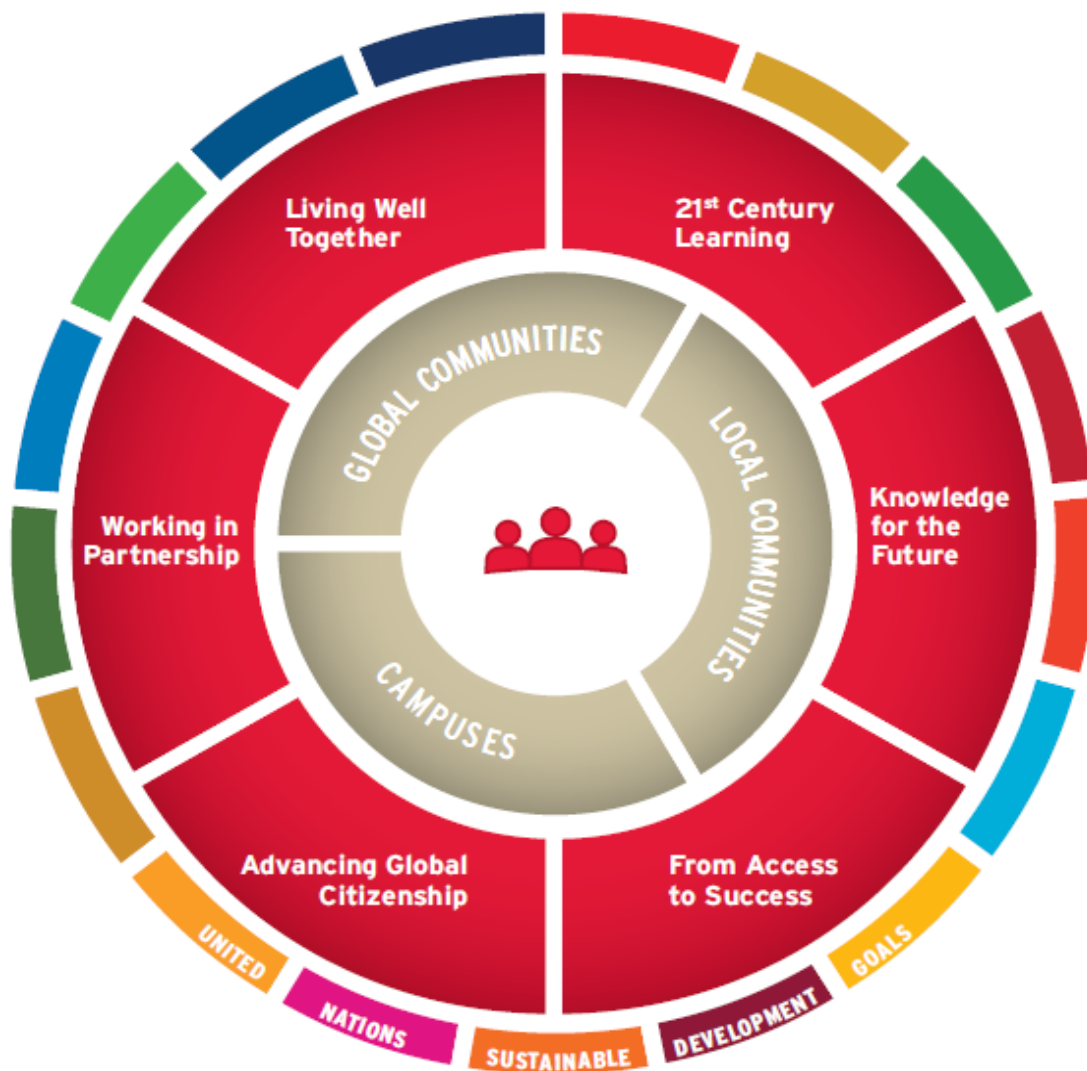 Living Well
Together
21st Century
Learning
GLOBAL COMMUNITIES
LOCAL COMMUNITIES
Working in
Partnership
Knowledge
for the
Future
CAMPUSES
Advancing Global
Citizenship
From Access
to Success
UNITED NATIONS SUSTAINABLE DEVELOPMENT GOALS